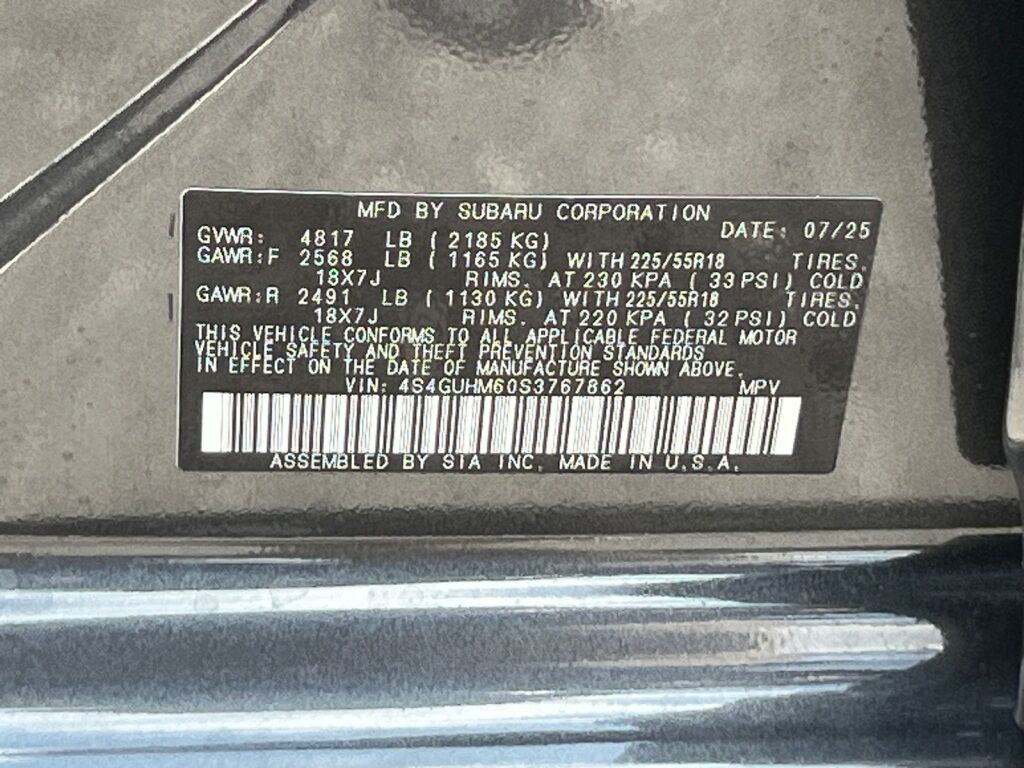 MFD BY SUBARU CORPORATION
DATE: 07/25
GVWR: 4817 LB ( 2185 KG)
GAWR:F 2568 LB ( 1165 KG) WITH 225/55R18 TIRES,
18X7J RIMS, AT 230 KPA ( 33 PSI) COLD
GAWR:R 2491 LB ( 1130 KG) WITH 225/55R18 TIRES,
18X7J RIMS, AT 220 KPA ( 32 PSI) COLD
THIS VEHICLE CONFORMS TO ALL APPLICABLE FEDERAL MOTOR
VEHICLE SAFETY AND THEFT PREVENTION STANDARDS
IN EFFECT ON THE DATE OF MANUFACTURE SHOWN ABOVE.
VIN: 4S4GUHM60S3767862 MPV
ASSEMBLED BY SIA INC. MADE IN U.S.A.